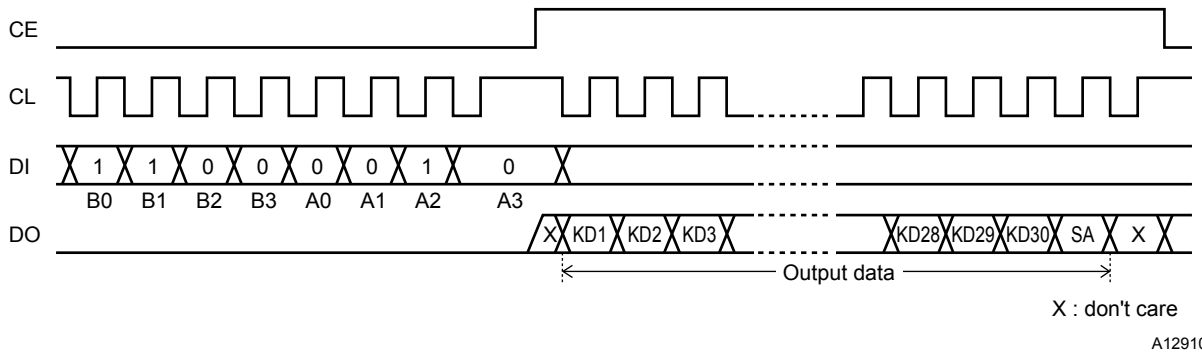 CE
CL
DI 1 1 0 0 0 0 1 0
B0 B1 B2 B3 A0 A1 A2 A3
DO X KD1 KD2 KD3 KD28 KD29 KD30 SA X
Output data
X : don't care
A12910